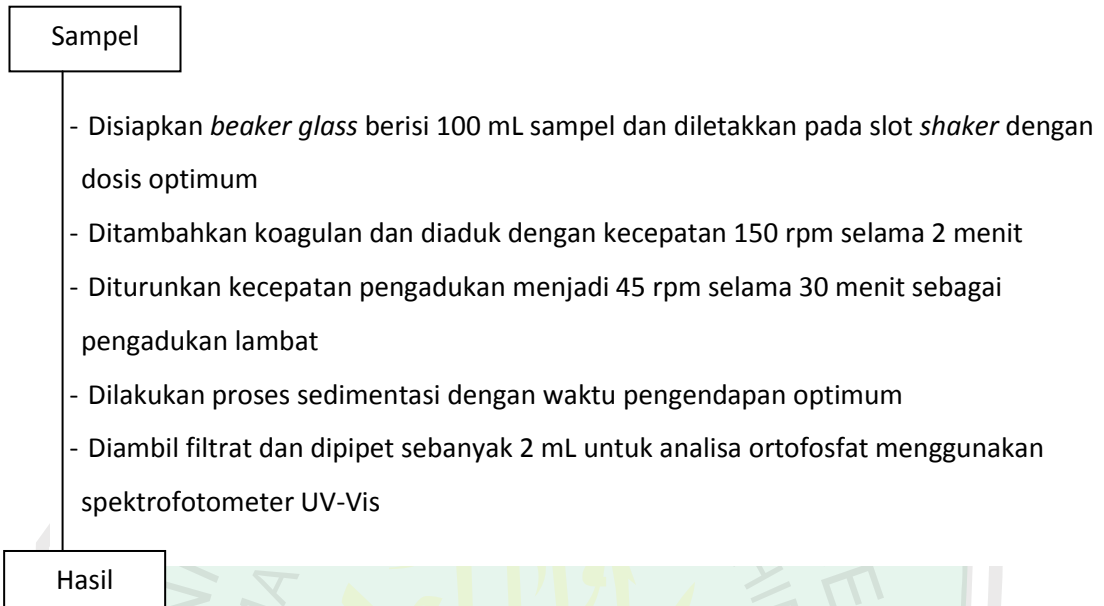 Sampel
- Disiapkan beaker glass berisi 100 mL sampel dan diletakkan pada slot shaker dengan
dosis optimum
- Ditambahkan koagulan dan diaduk dengan kecepatan 150 rpm selama 2 menit
- Diturunkan kecepatan pengadukan menjadi 45 rpm selama 30 menit sebagai
pengadukan lambat
- Dilakukan proses sedimentasi dengan waktu pengendapan optimum
- Diambil filtrat dan dipipet sebanyak 2 mL untuk analisa ortofosfat menggunakan
spektrofotometer UV-Vis
Hasil